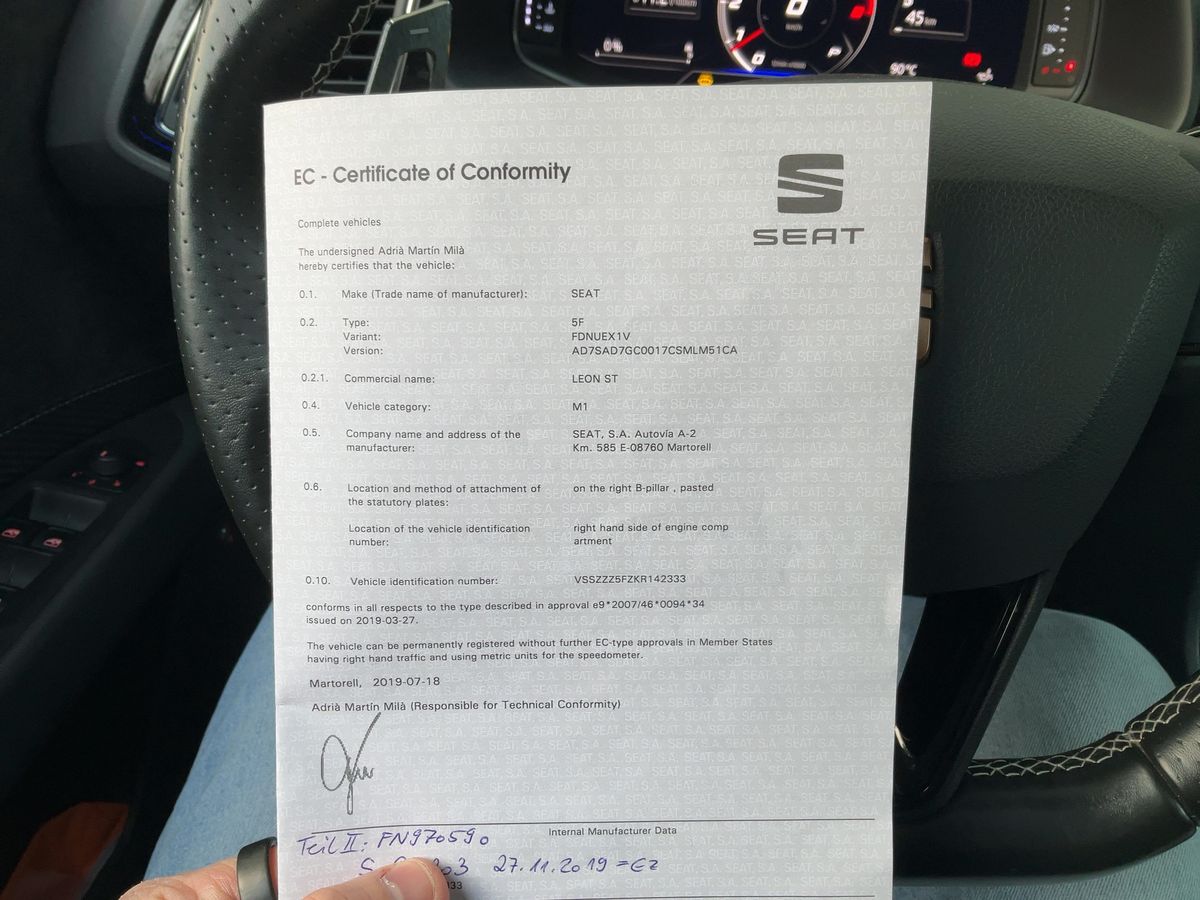 45 km
0%
2
1
0
0
90°C
EC - Certificate of Conformity
SEAT
Complete vehicles
The undersigned Adrià Martín Milà
hereby certifies that the vehicle:
0.1. Make (Trade name of manufacturer): SEAT
0.2. Type: 5F
Variant: FDNUEX1V
Version: AD7SAD7GC0017CSMLM51CA
0.2.1. Commercial name: LEON ST
0.4. Vehicle category: M1
0.5. Company name and address of the SEAT, S.A. Autovía A-2
manufacturer: Km. 585 E-08760 Martorell
0.6. Location and method of attachment of on the right B-pillar , pasted
the statutory plates:
Location of the vehicle identification right hand side of engine comp
number: artment
0.10. Vehicle identification number: VSSZZZ5FZKR142333
conforms in all respects to the type described in approval e9*2007/46*0094*34
issued on 2019-03-27.
The vehicle can be permanently registered without further EC-type approvals in Member States
having right hand traffic and using metric units for the speedometer.
Martorell, 2019-07-18
Adrià Martín Milà (Responsible for Technical Conformity)
Internal Manufacturer Data
Teil II: FN970590
27.11.2019 = EZ